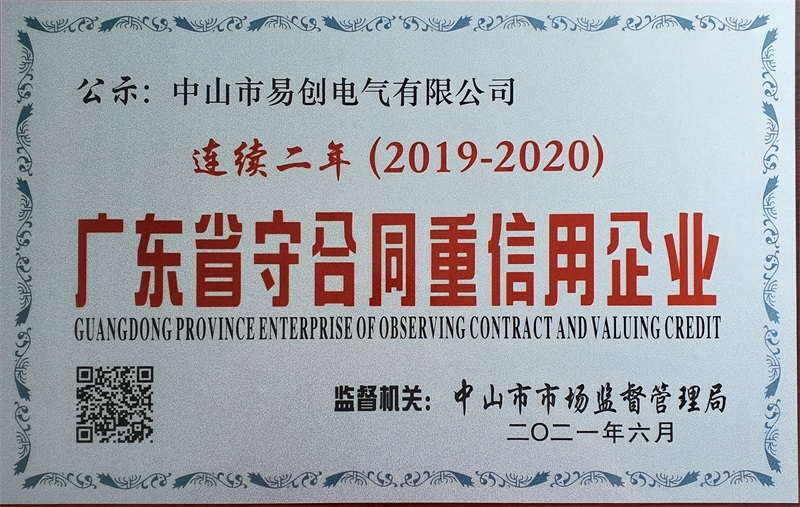 公示：中山市易创电气有限公司
连续二年(2019-2020)
广东省守合同重信用企业
GUANGDONG PROVINCE ENTERPRISE OF OBSERVING CONTRACT AND VALUING CREDIT
监督机关：中山市市场监督管理局
二〇二一年六月